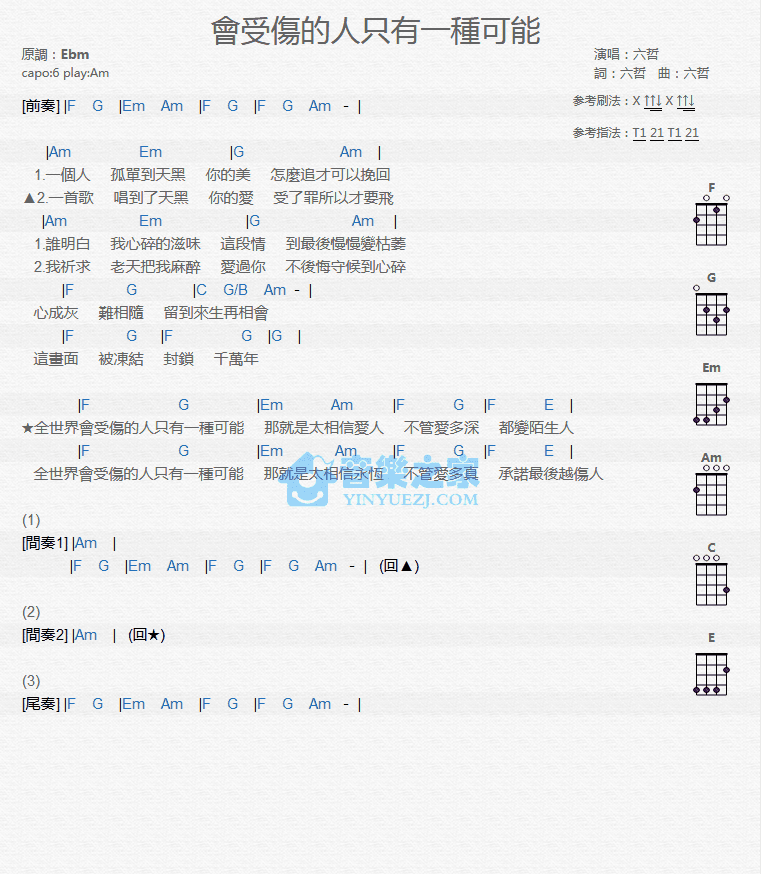 會受傷的人只有一種可能
原調：Ebm
capo:6 play:Am
演唱：六哲
詞：六哲 曲：六哲
參考刷法：X ↑↑↓ X ↑↑↓
參考指法：T1 21 T1 21
[前奏] |F G |Em Am |F G |F G Am - |
|Am Em |G Am |
1.一個人 孤單到天黑 你的美 怎麼追才可以挽回
▲2.一首歌 唱到了天黑 你的愛 受了罪所以才要飛
|Am Em |G Am |
1.誰明白 我心碎的滋味 這段情 到最後慢慢變枯萎
2.我祈求 老天把我麻醉 愛過你 不後悔守候到心碎
|F G |C G/B Am - |
心成灰 難相隨 留到來生再相會
|F G |F G |G |
這畫面 被凍結 封鎖 千萬年
|F G |Em Am |F G |F E |
★全世界會受傷的人只有一種可能 那就是太相信愛人 不管愛多深 都變陌生人
|F G |Em Am |F G |F E |
全世界會受傷的人只有一種可能 那就是太相信永恆 不管愛多真 承諾最後越傷人
音樂之家
YINYUEZJ.COM
(1)
[間奏1] |Am |
|F G |Em Am |F G |F G Am - | (回▲)
(2)
[間奏2] |Am | (回★)
(3)
[尾奏] |F G |Em Am |F G |F G Am - |
F
G
Em
Am
C
E